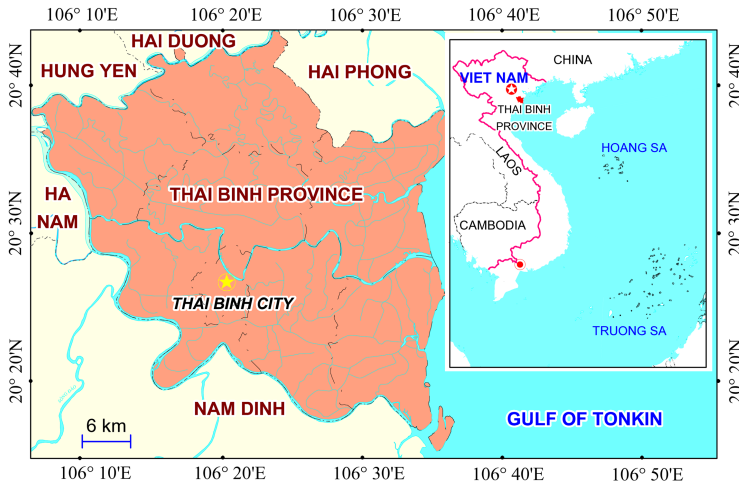 106° 10'E
106° 20'E
106° 30'E
106° 40'E
106° 50'E
HAI DUONG
HUNG YEN
HAI PHONG
20° 40'N
20° 40'N
CHINA
VIET NAM
THAI BINH
PROVINCE
HOANG SA
LAOS
HA
NAM
THAI BINH PROVINCE
20° 30'N
20° 30'N
CAMBODIA
THAI BINH CITY
TRUONG SA
20° 20'N
20° 20'N
NAM DINH
GULF OF TONKIN
6 km
106° 10'E
106° 20'E
106° 30'E
106° 40'E
106° 50'E